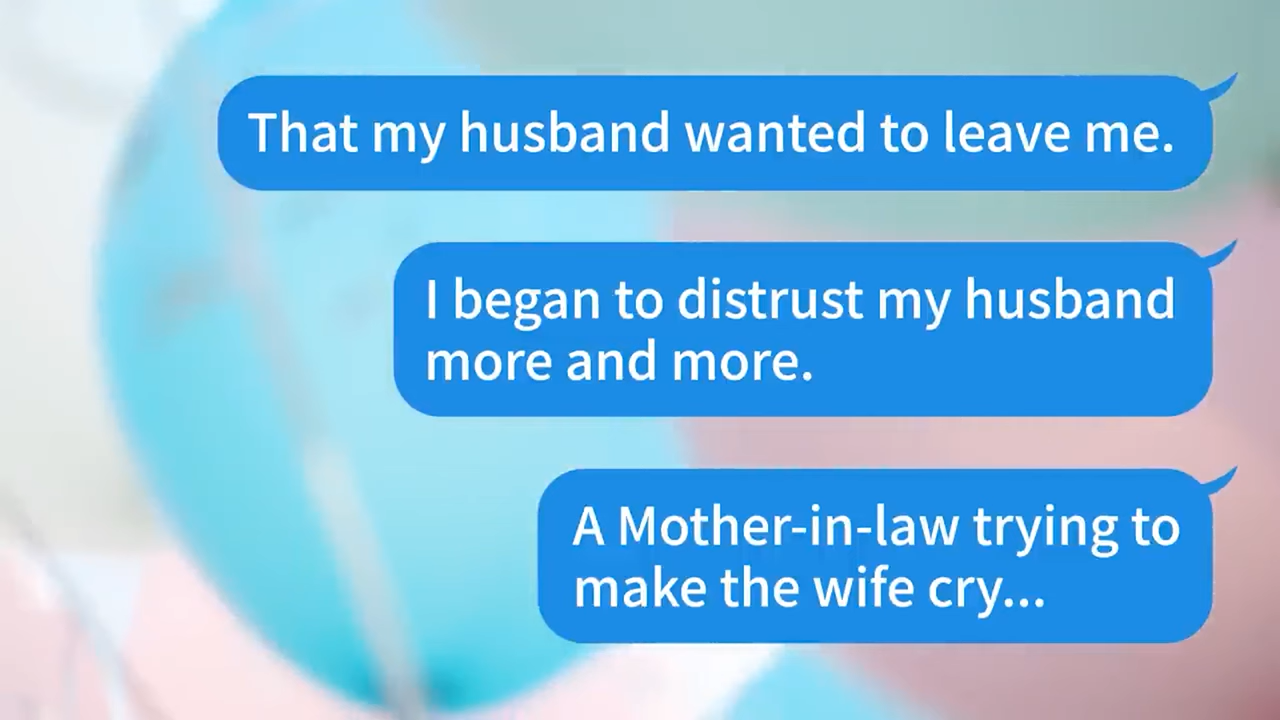 That my husband wanted to leave me.
I began to distrust my husband
more and more.
A Mother-in-law trying to
make the wife cry...